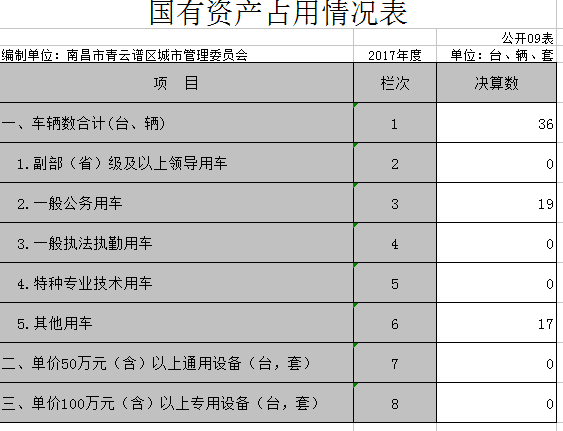 国有资产占用情况表
公开09表
编制单位：南昌市青云谱区城市管理委员会 2017年度 单位：台、辆、套
项 目 栏次 决算数
一、车辆数合计(台、辆) 1 36
1.副部（省）级及以上领导用车 2 0
2.一般公务用车 3 19
3.一般执法执勤用车 4 0
4.特种专业技术用车 5 0
5.其他用车 6 17
二、单价50万元（含）以上通用设备（台，套） 7 0
三、单价100万元（含）以上专用设备（台，套） 8 0